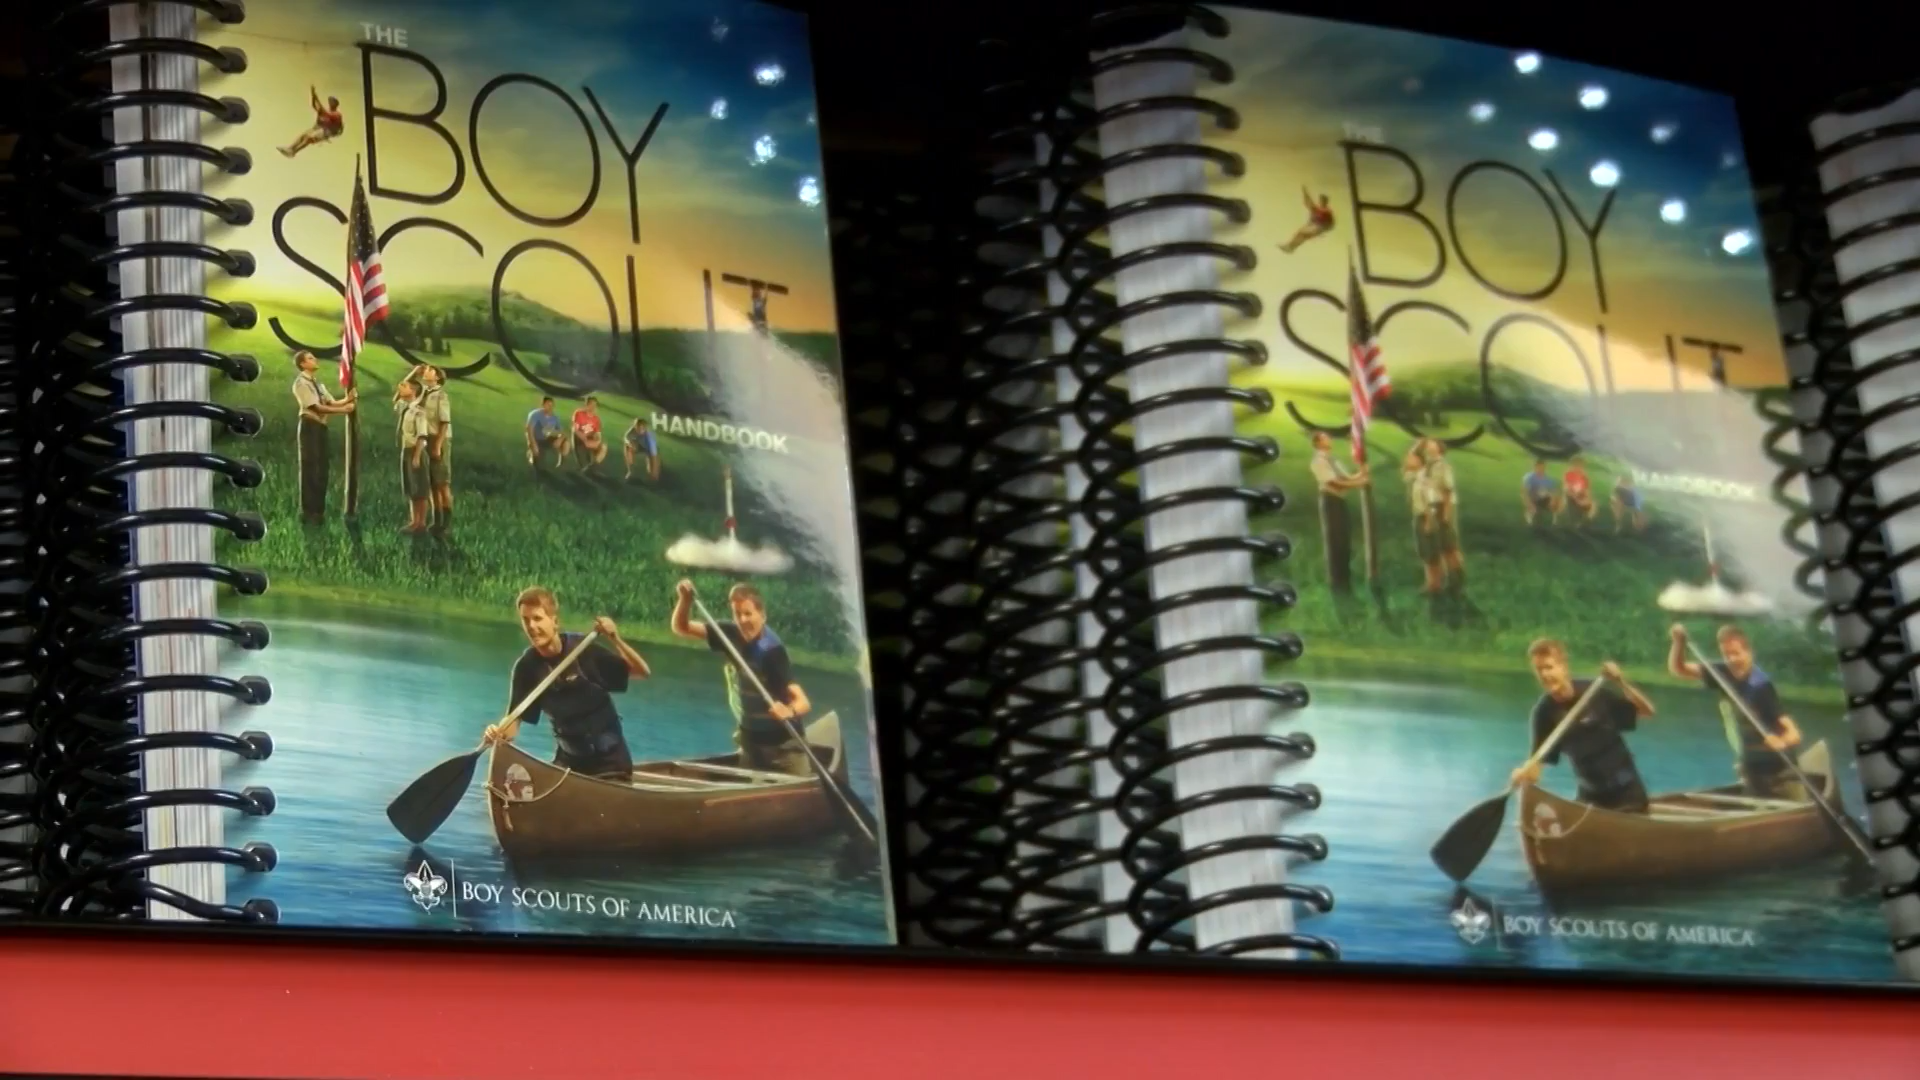 THE
BOY
SCOUT
HANDBOOK
BOY SCOUTS OF AMERICA
THE
BOY
SCOUT
HANDBOOK
BOY SCOUTS OF AMERICA